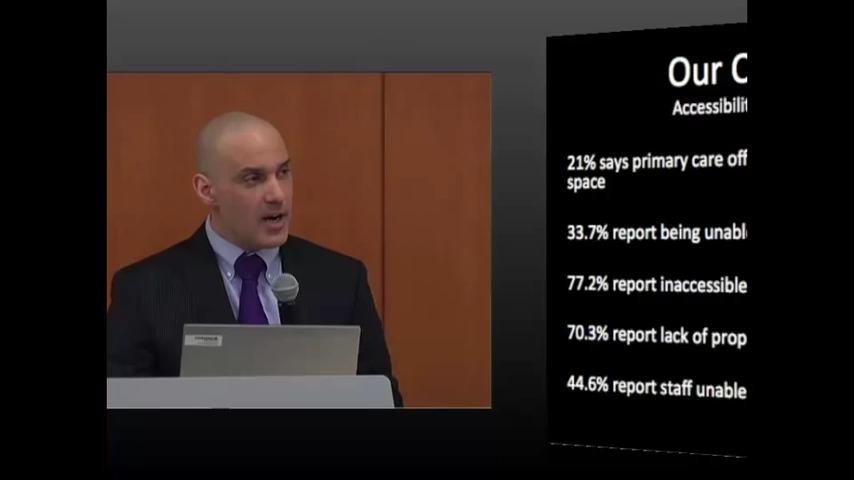 Our
Accessibilit
21% says primary care off
space
33.7% report being unabl
77.2% report inaccessible
70.3% report lack of prop
44.6% report staff unable